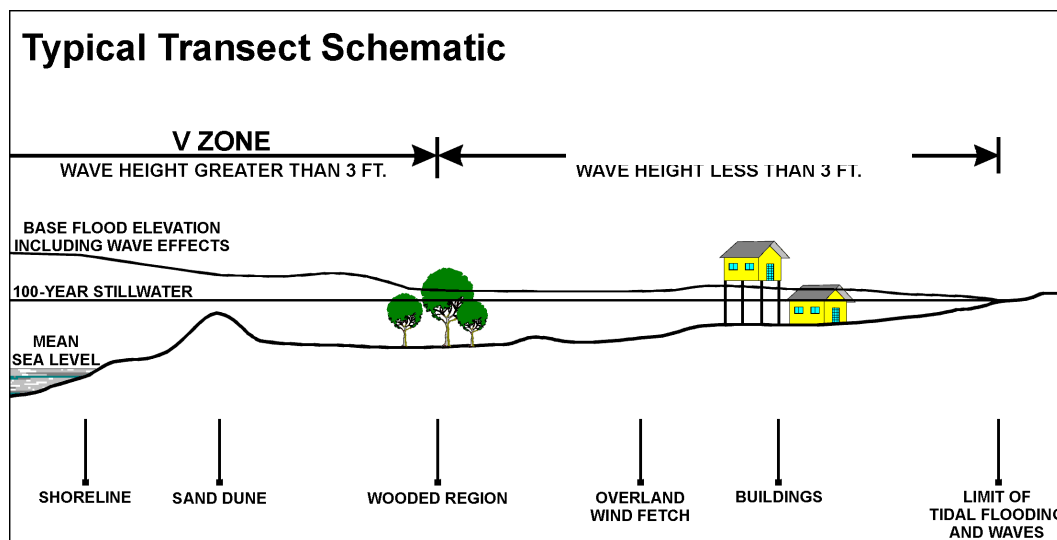 Typical Transect Schematic
V ZONE
WAVE HEIGHT GREATER THAN 3 FT.
WAVE HEIGHT LESS THAN 3 FT.
BASE FLOOD ELEVATION
INCLUDING WAVE EFFECTS
100-YEAR STILLWATER
MEAN
SEA LEVEL
SHORELINE
SAND DUNE
WOODED REGION
OVERLAND
WIND FETCH
BUILDINGS
LIMIT OF
TIDAL FLOODING
AND WAVES